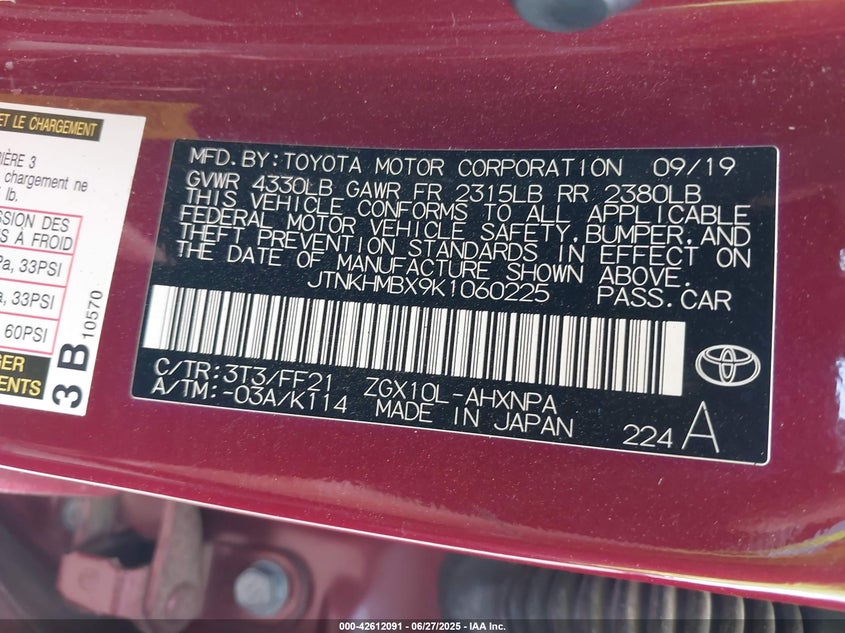 ET LE CHARGEMENT
RIÈRE 3
chargement ne
lb.
SSION DES
S À FROID
Pa, 33PSI
a, 33PSI
60PSI
GER
EMENTS
3B
10570
MFD.BY:TOYOTA MOTOR CORPORATION 09/19
GVWR 4330LB GAWR FR 2315LB RR 2380LB
THIS VEHICLE CONFORMS TO ALL APPLICABLE
FEDERAL MOTOR VEHICLE SAFETY,BUMPER,AND
THEFT PREVENTION STANDARDS IN EFFECT ON
THE DATE OF MANUFACTURE SHOWN ABOVE.
JTNKHMBX9K1060225 PASS.CAR
C/TR:3T3/FF21 ZGX10L-AHXNPA
A/TM:-03A/K114 MADE IN JAPAN
224 A
000-42612091 - 06/27/2025 - IAA Inc.